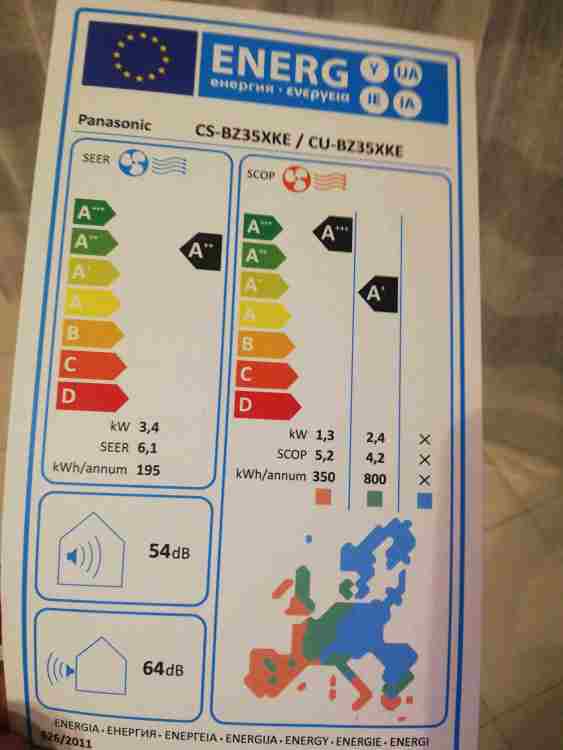 ENERG Y IJA
енергия · ενεργεια IE IA
Panasonic CS-BZ35XKE / CU-BZ35XKE
SEER
A+++
A++
A+
A
B
C
D
A++
kW 3,4
SEER 6,1
kWh/annum 195
SCOP
A+++
A++
A+
A
B
C
D
A+++
A+
kW 1,3 2,4 ×
SCOP 5,2 4,2 ×
kWh/annum 350 800 ×
54dB
64dB
ENERGIA · ЕНЕРГИЯ · ΕΝΕΡΓΕΙΑ · ENERGIJA · ENERGY · ENERGIE · ENERGI
626/2011